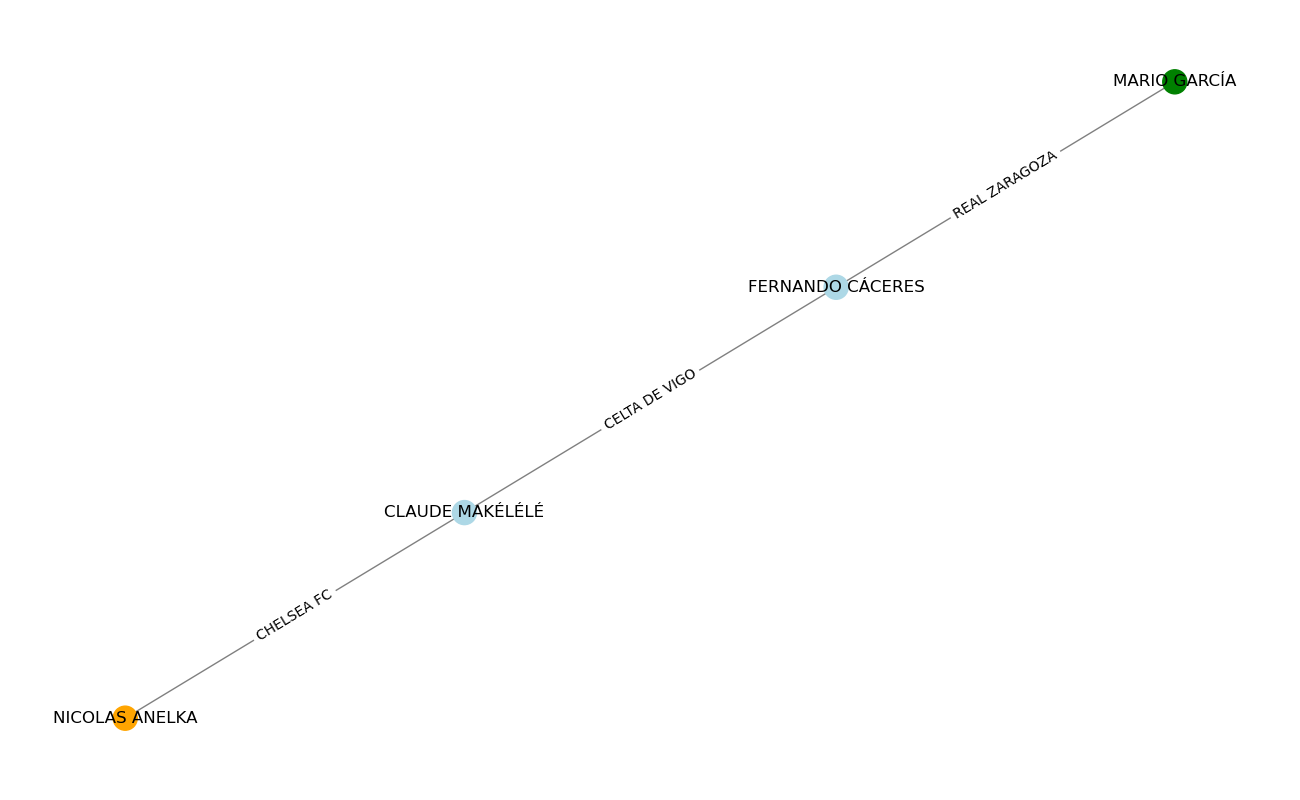 MARIO GARCÍA
REAL ZARAGOZA
FERNANDO CÁCERES
CELTA DE VIGO
CLAUDE MAKÉLÉLÉ
CHELSEA FC
NICOLAS ANELKA